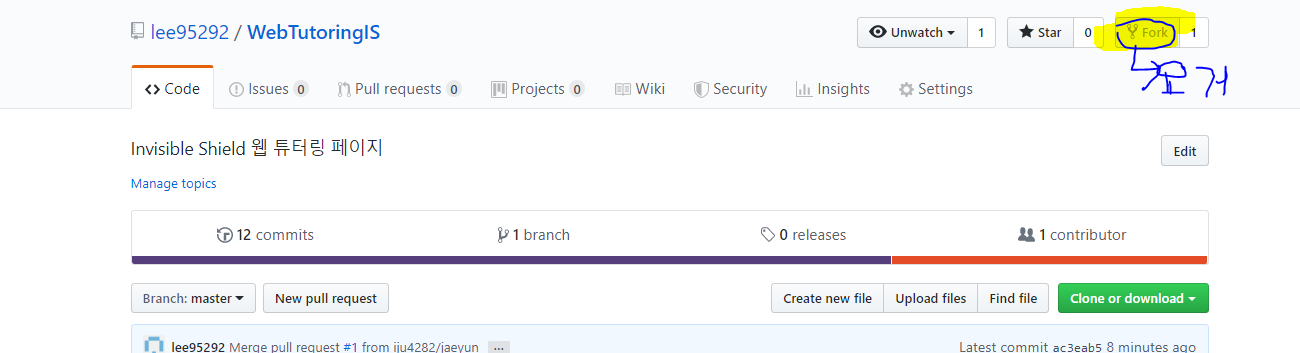 lee95292 / WebTutoringIS
Unwatch 1 Star 0 Fork 1
요거
Code Issues 0 Pull requests 0 Projects 0 Wiki Security Insights Settings
Invisible Shield 웹 튜터링 페이지
Edit
Manage topics
12 commits 1 branch 0 releases 1 contributor
Branch: master New pull request Create new file Upload files Find file Clone or download
lee95292 Merge pull request #1 from iju4282/jaeyun ... Latest commit ac3eab5 8 minutes ago